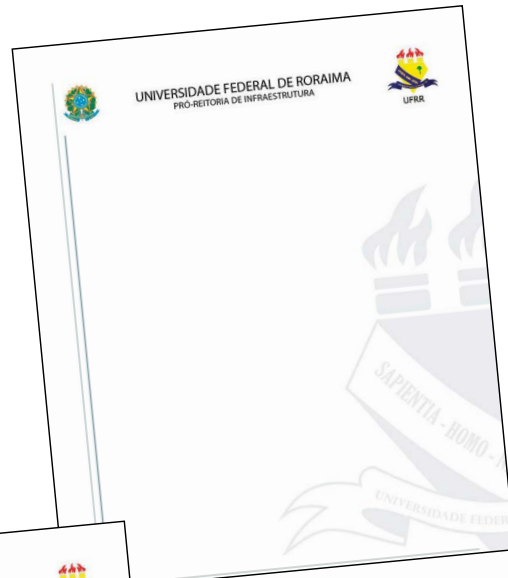 UNIVERSIDADE FEDERAL DE RORAIMA
PRÓ-REITORIA DE INFRAESTRUTURA
UFRR
SAPIENTIA - HOMO -
UNIVERSIDADE FEDER